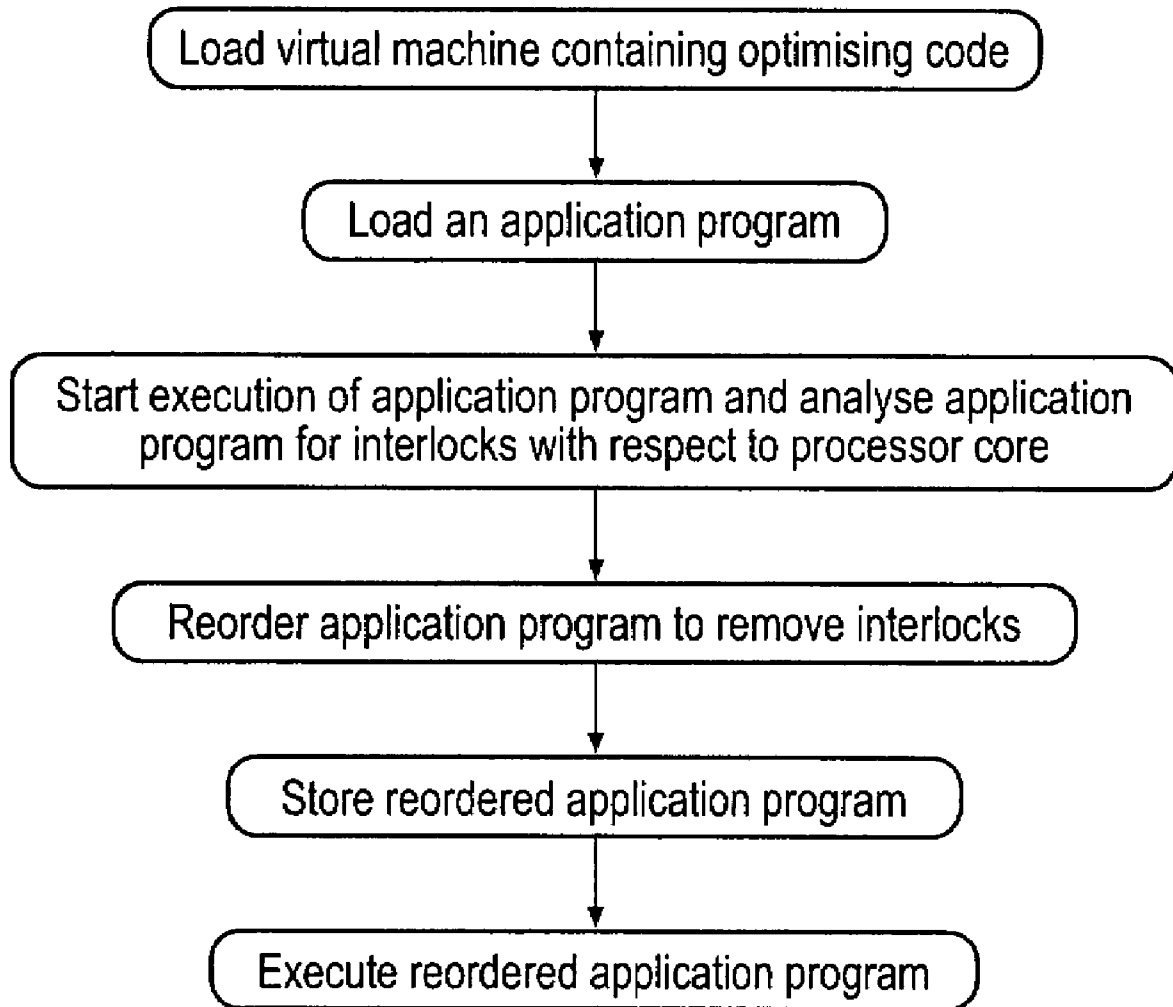 Load virtual machine containing optimising code
Load an application program
Start execution of application program and analyse application
program for interlocks with respect to processor core
Reorder application program to remove interlocks
Store reordered application program
Execute reordered application program